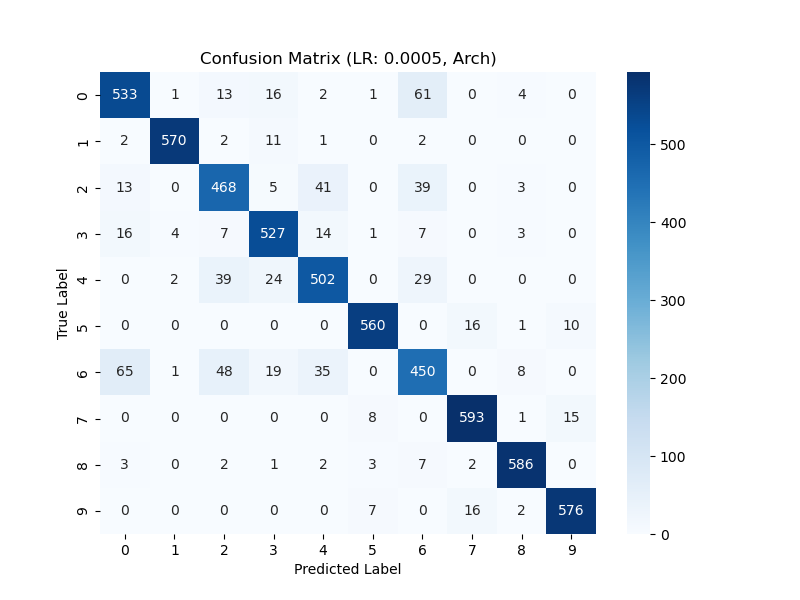 Confusion Matrix (LR: 0.0005, Arch)
0 533 1 13 16 2 1 61 0 4 0
1 2 570 2 11 1 0 2 0 0 0
2 13 0 468 5 41 0 39 0 3 0
3 16 4 7 527 14 1 7 0 3 0
4 0 2 39 24 502 0 29 0 0 0
5 0 0 0 0 0 560 0 16 1 10
6 65 1 48 19 35 0 450 0 8 0
7 0 0 0 0 0 8 0 593 1 15
8 3 0 2 1 2 3 7 2 586 0
9 0 0 0 0 0 7 0 16 2 576
0 1 2 3 4 5 6 7 8 9
Predicted Label
True Label
500
400
300
200
100
0